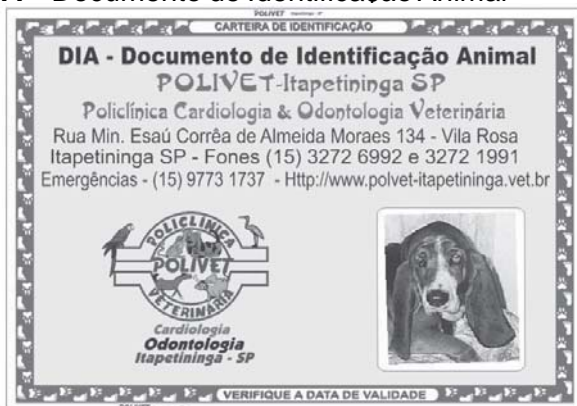 Documento de Identificação Animal
POLIVET
CARTEIRA DE IDENTIFICAÇÃO
DIA - Documento de Identificação Animal
POLIVET-Itapetininga SP
Policlínica Cardiologia & Odontologia Veterinária
Rua Min. Esaú Corrêa de Almeida Moraes 134 - Vila Rosa
Itapetininga SP - Fones (15) 3272 6992 e 3272 1991
Emergências - (15) 9773 1737 - Http://www.polvet-itapetininga.vet.br
POLICLÍNICA
POLIVET
VETERINÁRIA
Cardiologia
Odontologia
Itapetininga - SP
VERIFIQUE A DATA DE VALIDADE